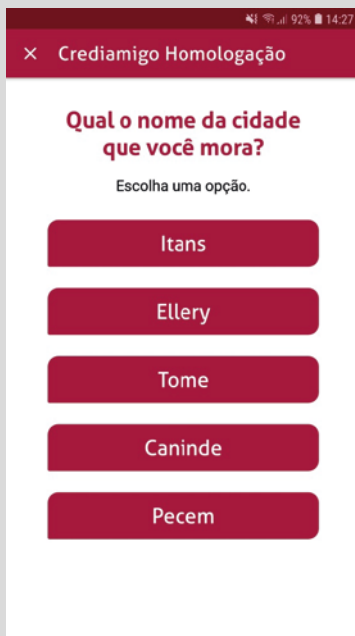 92% 14:27
× Crediamigo Homologação
Qual o nome da cidade
que você mora?
Escolha uma opção.
Itans
Ellery
Tome
Caninde
Pecem